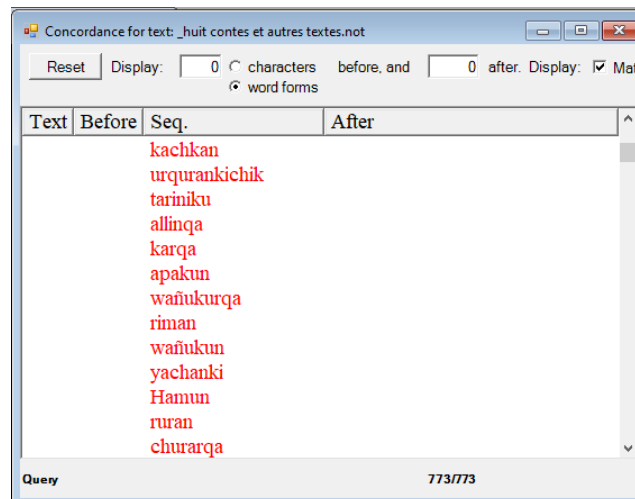 Concordance for text: _huit contes et autres textes.not
Reset Display: 0 characters before, and 0 after. Display: Mat
word forms
Text Before Seq. After
kachkan
urqurankichik
tariniku
allinqa
karqa
apakun
wañukurqa
riman
wañukun
yachanki
Hamun
ruran
churarqa
Query 773/773